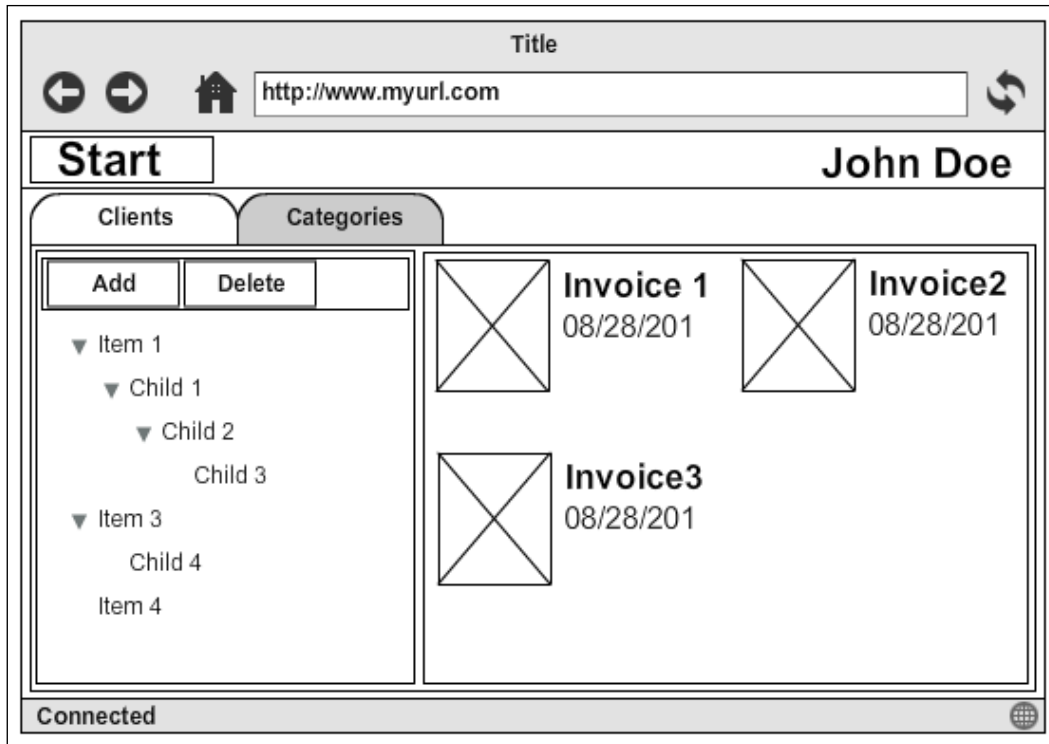 Title
http://www.myurl.com
Start
John Doe
Clients
Categories
Add
Delete
Item 1
Child 1
Child 2
Child 3
Item 3
Child 4
Item 4
Invoice 1
08/28/201
Invoice2
08/28/201
Invoice3
08/28/201
Connected